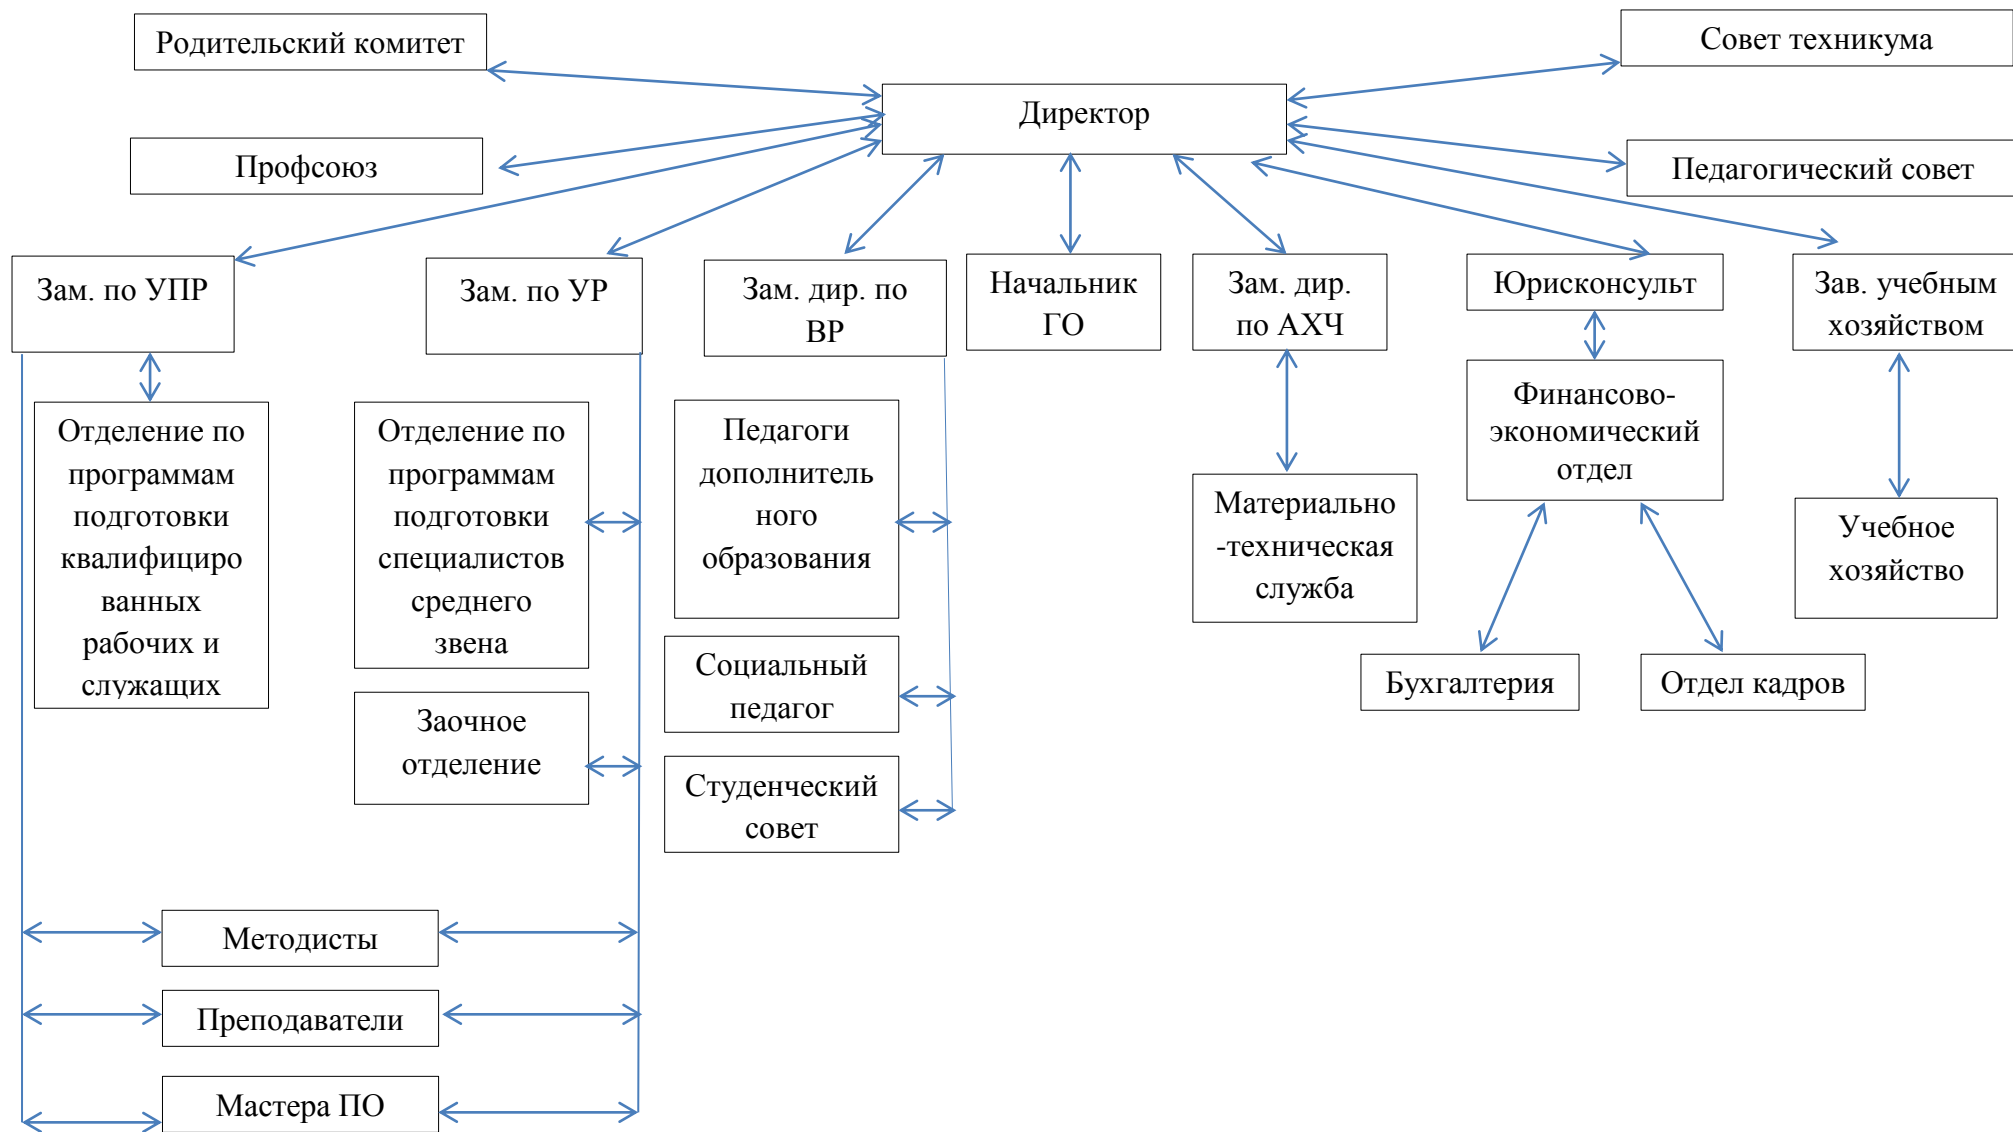 Родительский комитет
Совет техникума
Директор
Профсоюз
Педагогический совет
Зам. по УПР
Зам. по УР
Зам. дир. по
ВР
Начальник
ГО
Зам. дир.
по АХЧ
Юрисконсульт
Зав. учебным
хозяйством
Отделение по
программам
подготовки
квалифициро
ванных
рабочих и
служащих
Отделение по
программам
подготовки
специалистов
среднего
звена
Педагоги
дополнитель
ного
образования
Финансово-
экономический
отдел
Материально
-техническая
служба
Учебное
хозяйство
Социальный
педагог
Бухгалтерия
Отдел кадров
Заочное
отделение
Студенческий
совет
Методисты
Преподаватели
Мастера ПО